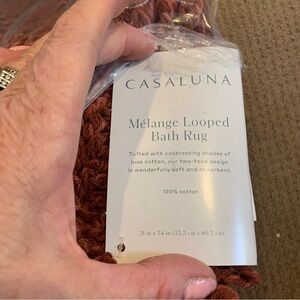 CASALUNA
Mélange Looped
Bath Rug
Tufted with contrasting shades of
luxe cotton, our two-tone design
is wonderfully soft and absorbent.
100% cotton
21 in x 34 in (53.3 cm x 86.3 cm)